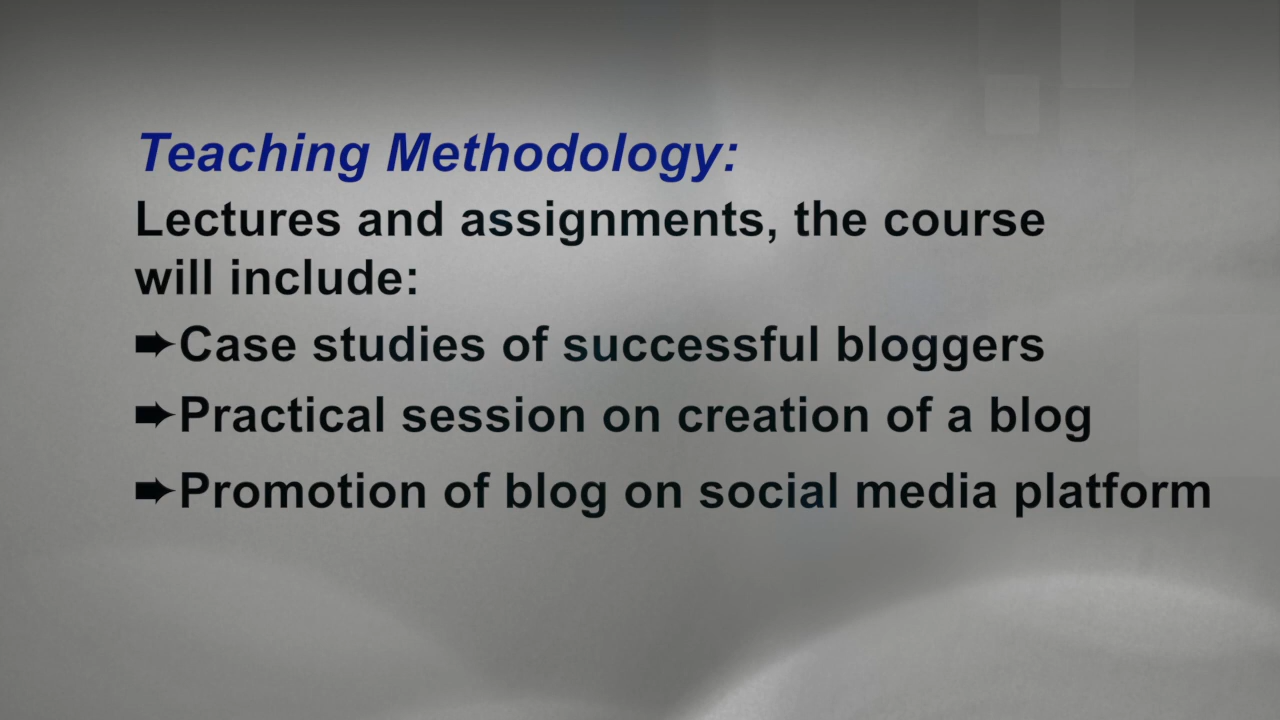 Teaching Methodology:
Lectures and assignments, the course
will include:
➨Case studies of successful bloggers
➨Practical session on creation of a blog
➨Promotion of blog on social media platform